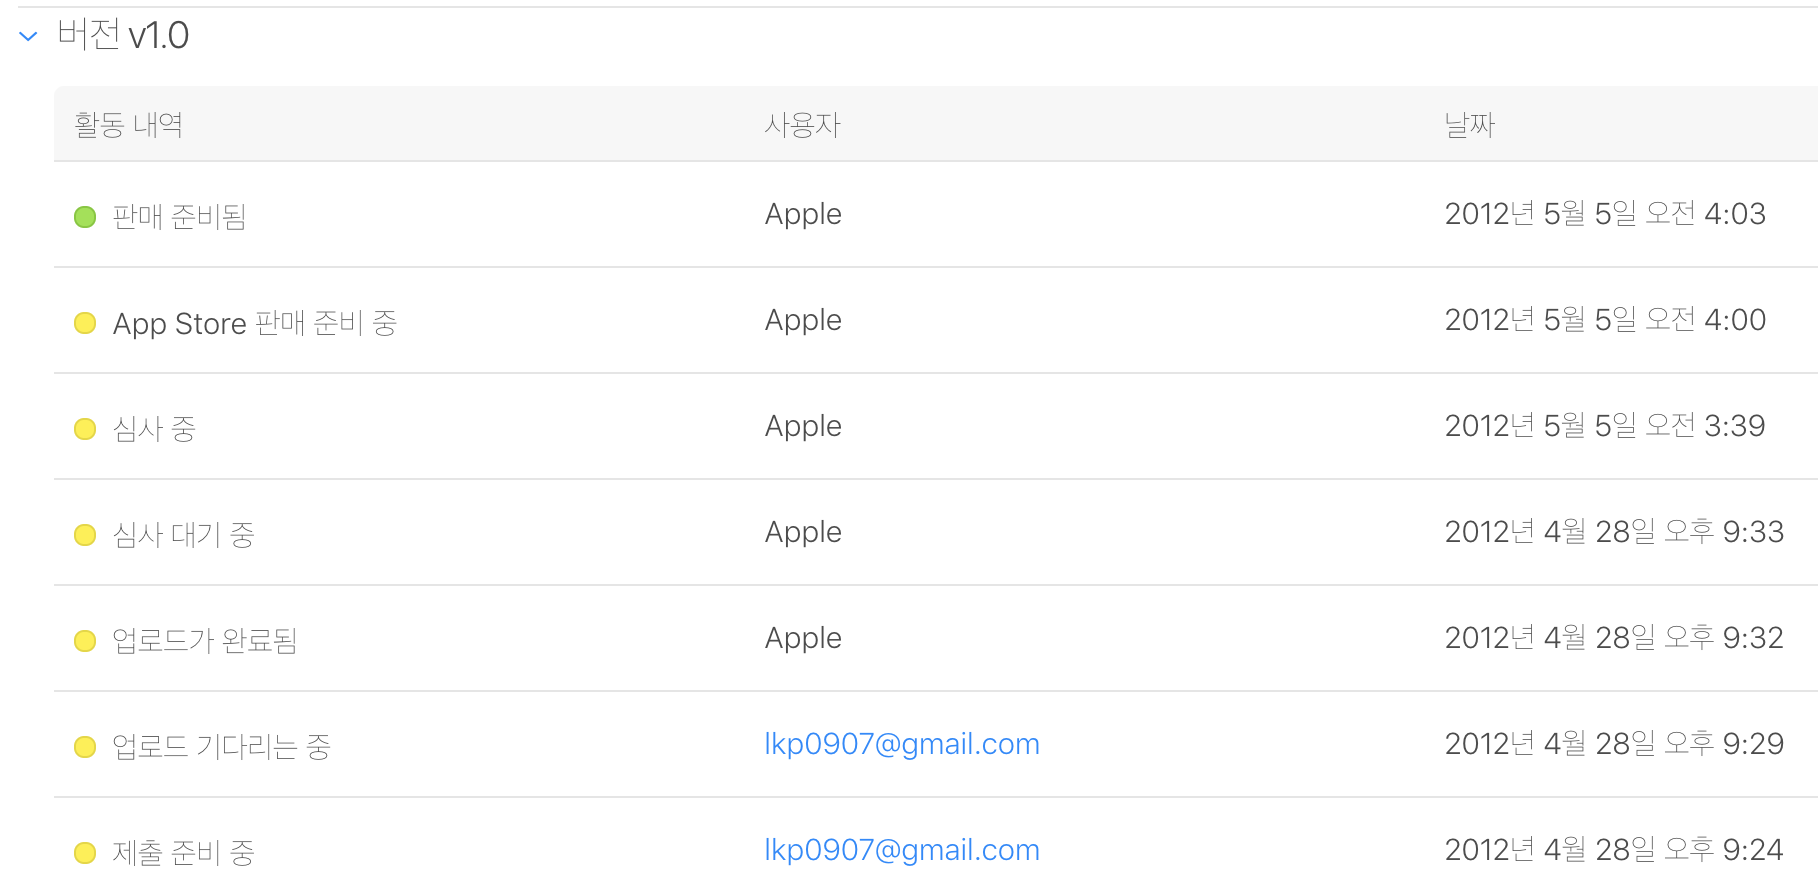 버전 v1.0
활동 내역 사용자 날짜
판매 준비됨 Apple 2012년 5월 5일 오전 4:03
App Store 판매 준비 중 Apple 2012년 5월 5일 오전 4:00
심사 중 Apple 2012년 5월 5일 오전 3:39
심사 대기 중 Apple 2012년 4월 28일 오후 9:33
업로드가 완료됨 Apple 2012년 4월 28일 오후 9:32
업로드 기다리는 중 lkp0907@gmail.com 2012년 4월 28일 오후 9:29
제출 준비 중 lkp0907@gmail.com 2012년 4월 28일 오후 9:24